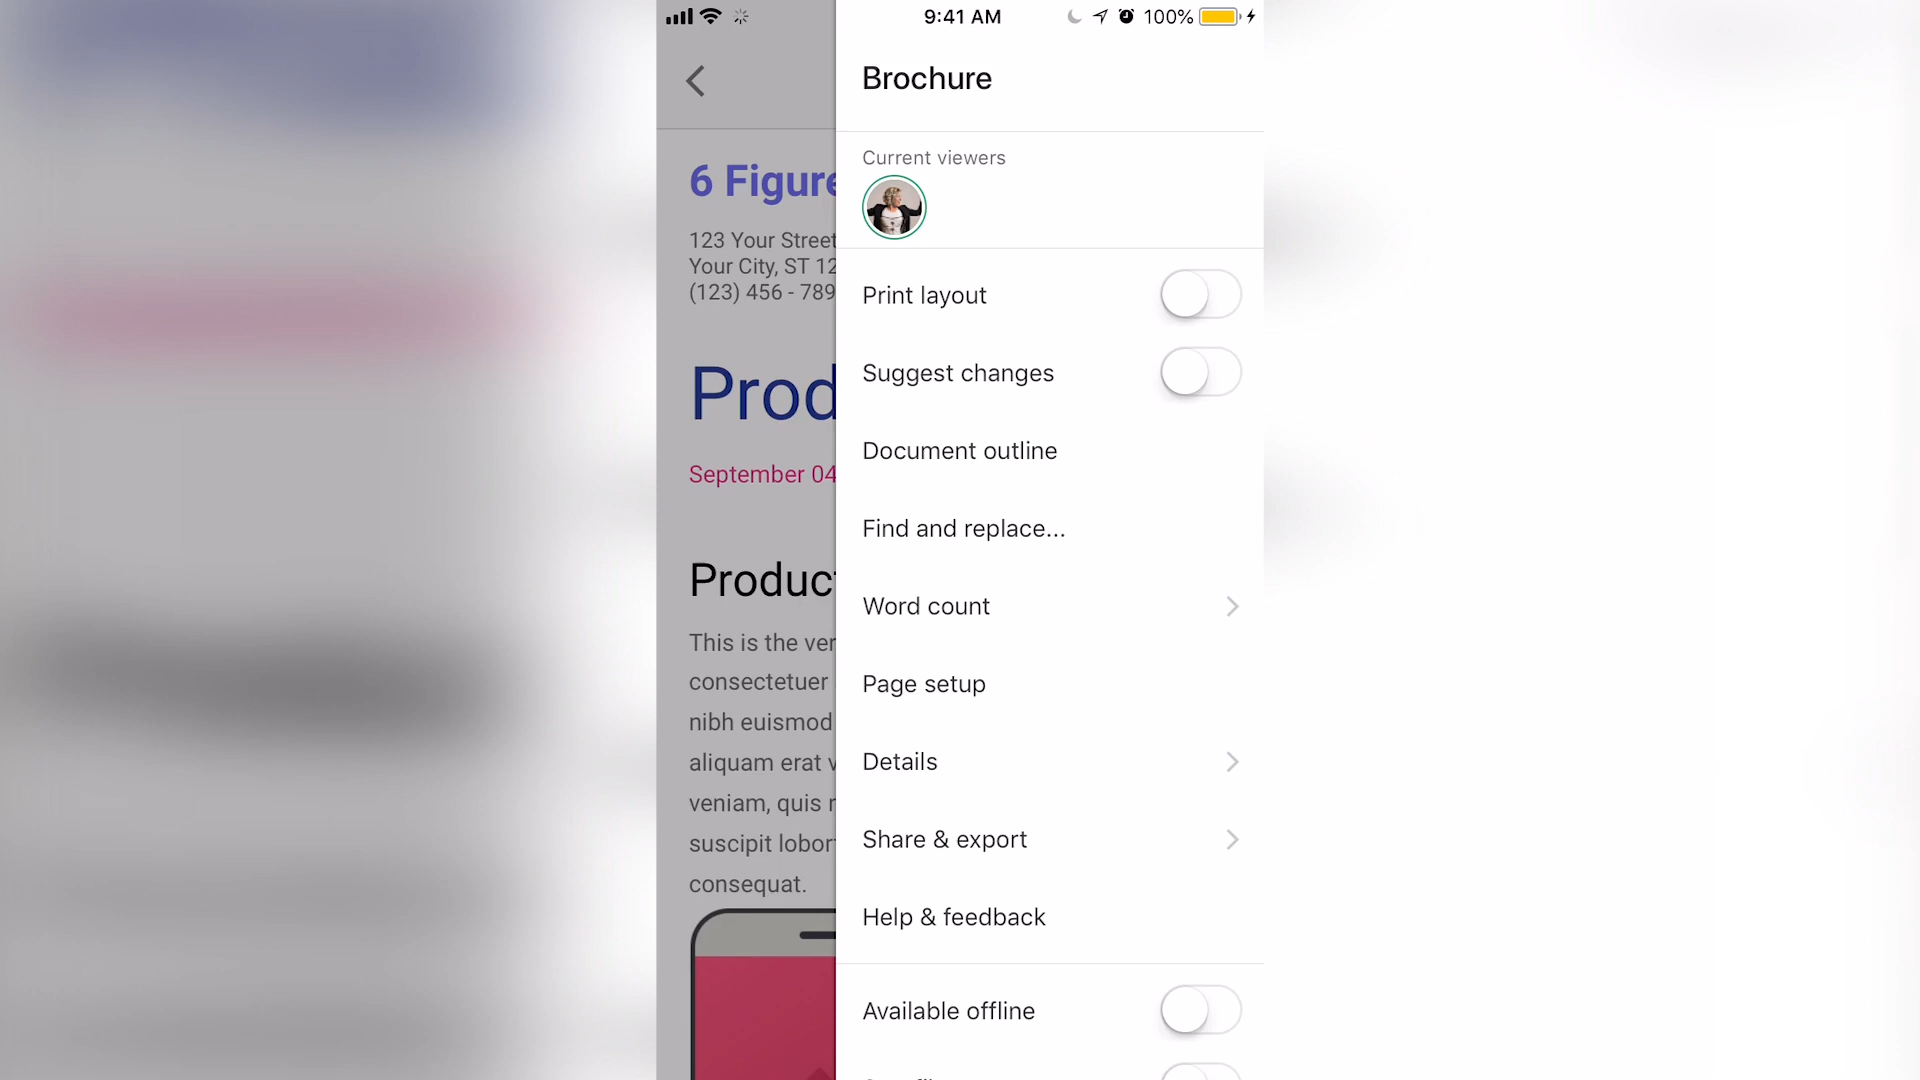 9:41 AM
100%
Brochure
Current viewers
6 Figure
123 Your Street
Your City, ST 12
(123) 456 - 789
Print layout
Suggest changes
Prod
Document outline
September 04
Find and replace...
Product
Word count
This is the ver
consectetuer
Page setup
nibh euismod
aliquam erat v
Details
veniam, quis n
suscipit lobor
Share & export
consequat.
Help & feedback
Available offline